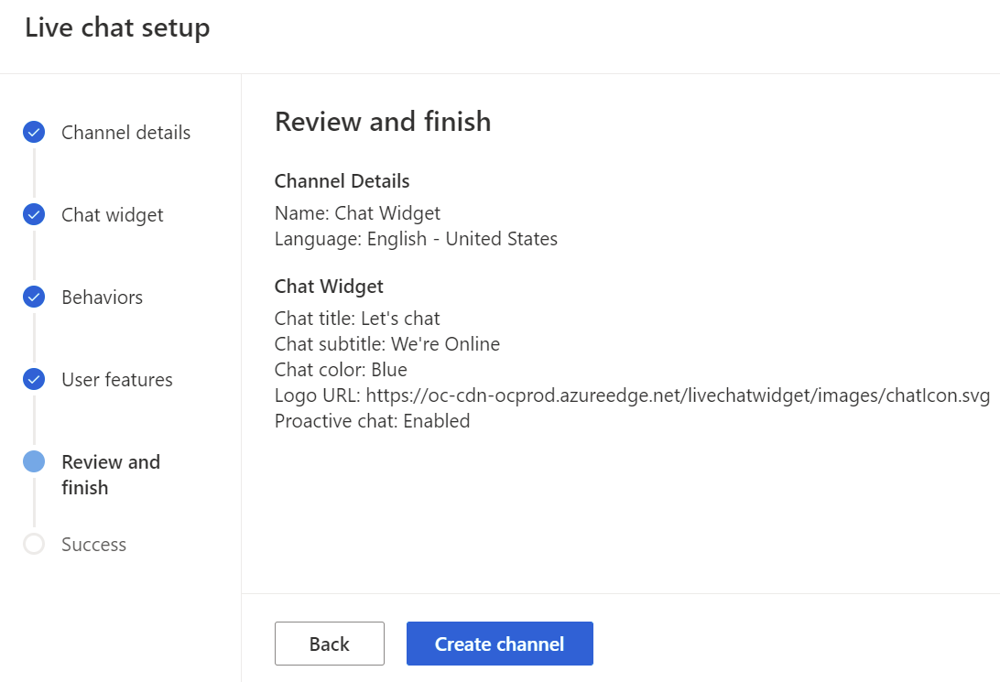 Live chat setup
Channel details
Chat widget
Behaviors
User features
Review and
finish
Success
Review and finish
Channel Details
Name: Chat Widget
Language: English - United States
Chat Widget
Chat title: Let's chat
Chat subtitle: We're Online
Chat color: Blue
Logo URL: https://oc-cdn-ocprod.azureedge.net/livechatwidget/images/chatIcon.svg
Proactive chat: Enabled
Back
Create channel